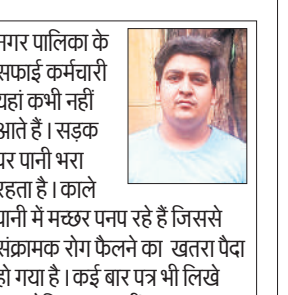 नगर पालिका के
सफाई कर्मचारी
यहां कभी नहीं
आते हैं। सड़क
पर पानी भरा
रहता है। काले
पानी में मच्छर पनप रहे हैं जिससे
संक्रामक रोग फैलने का खतरा पैदा
हो गया है। कई बार पत्र भी लिखे